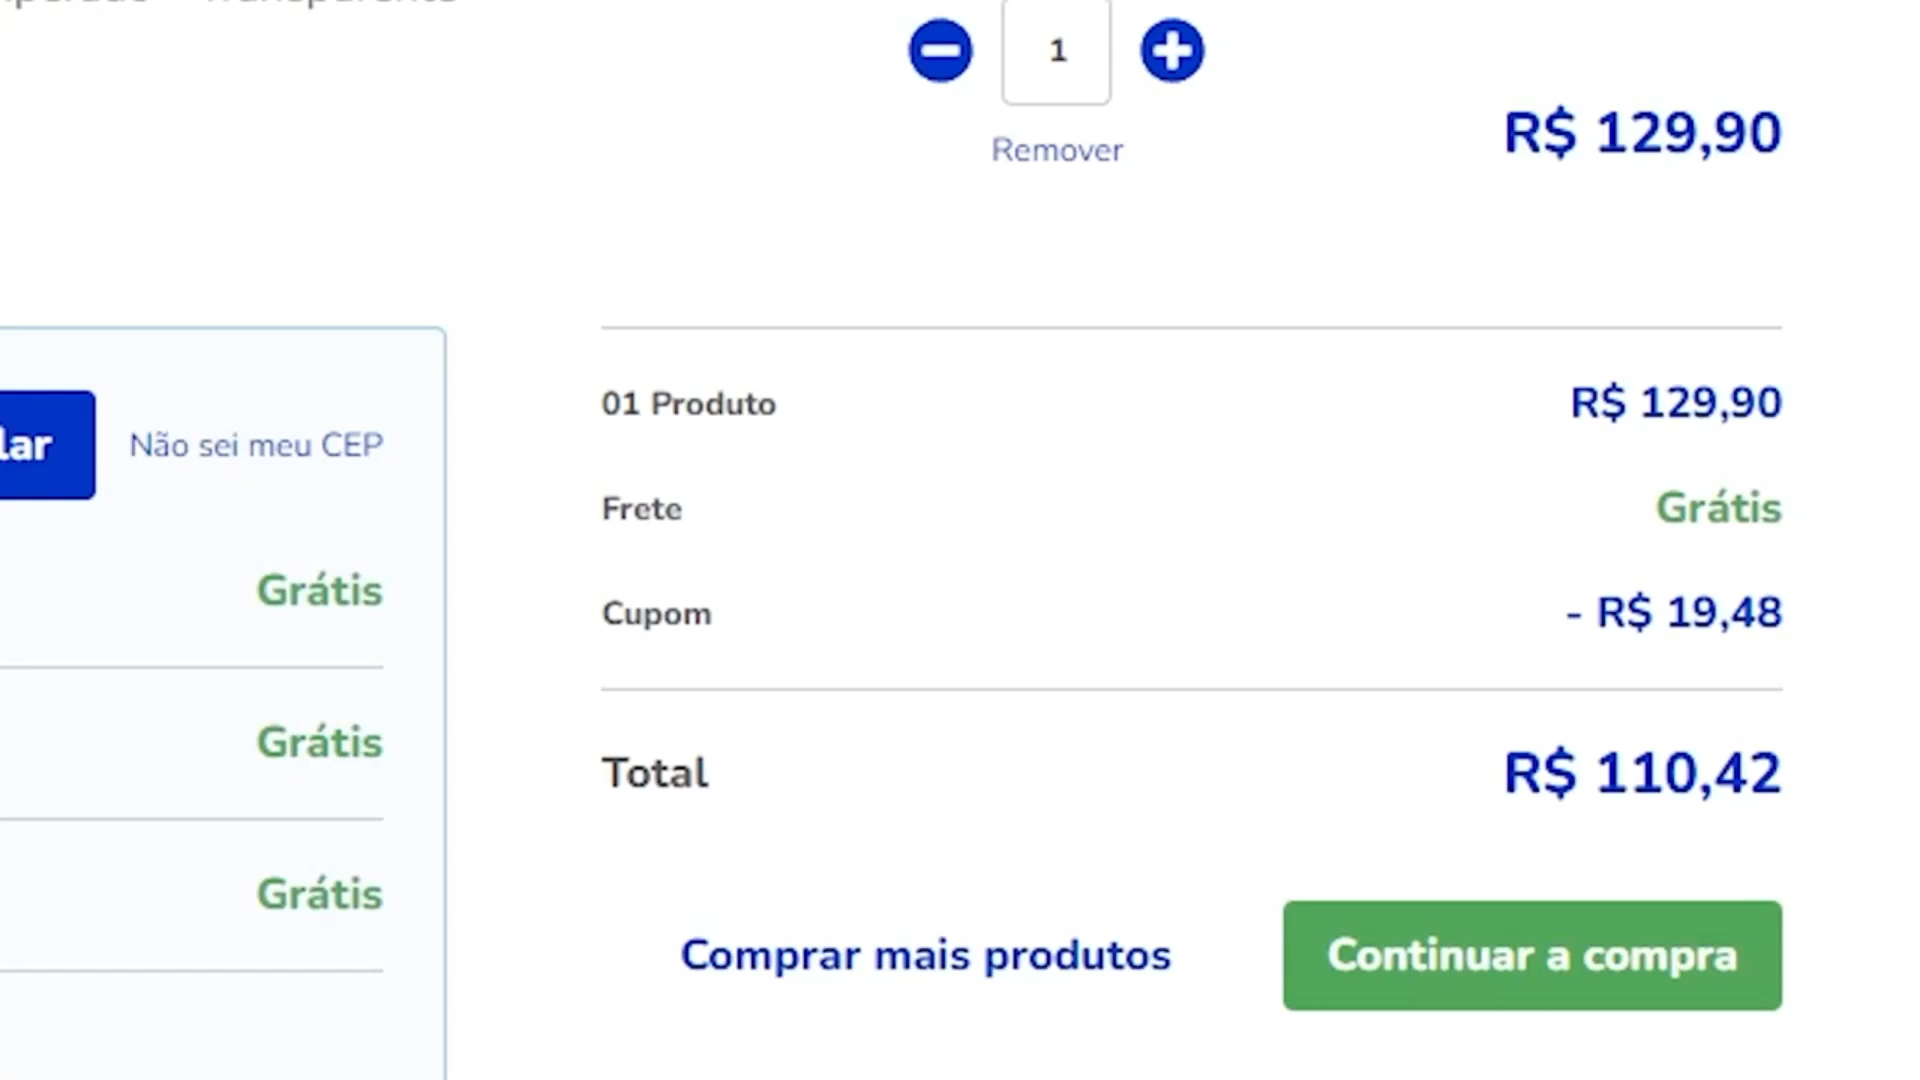 1
Remover
R$ 129,90
Não sei meu CEP
Grátis
Grátis
Grátis
01 Produto R$ 129,90
Frete Grátis
Cupom - R$ 19,48
Total R$ 110,42
Comprar mais produtos Continuar a compra